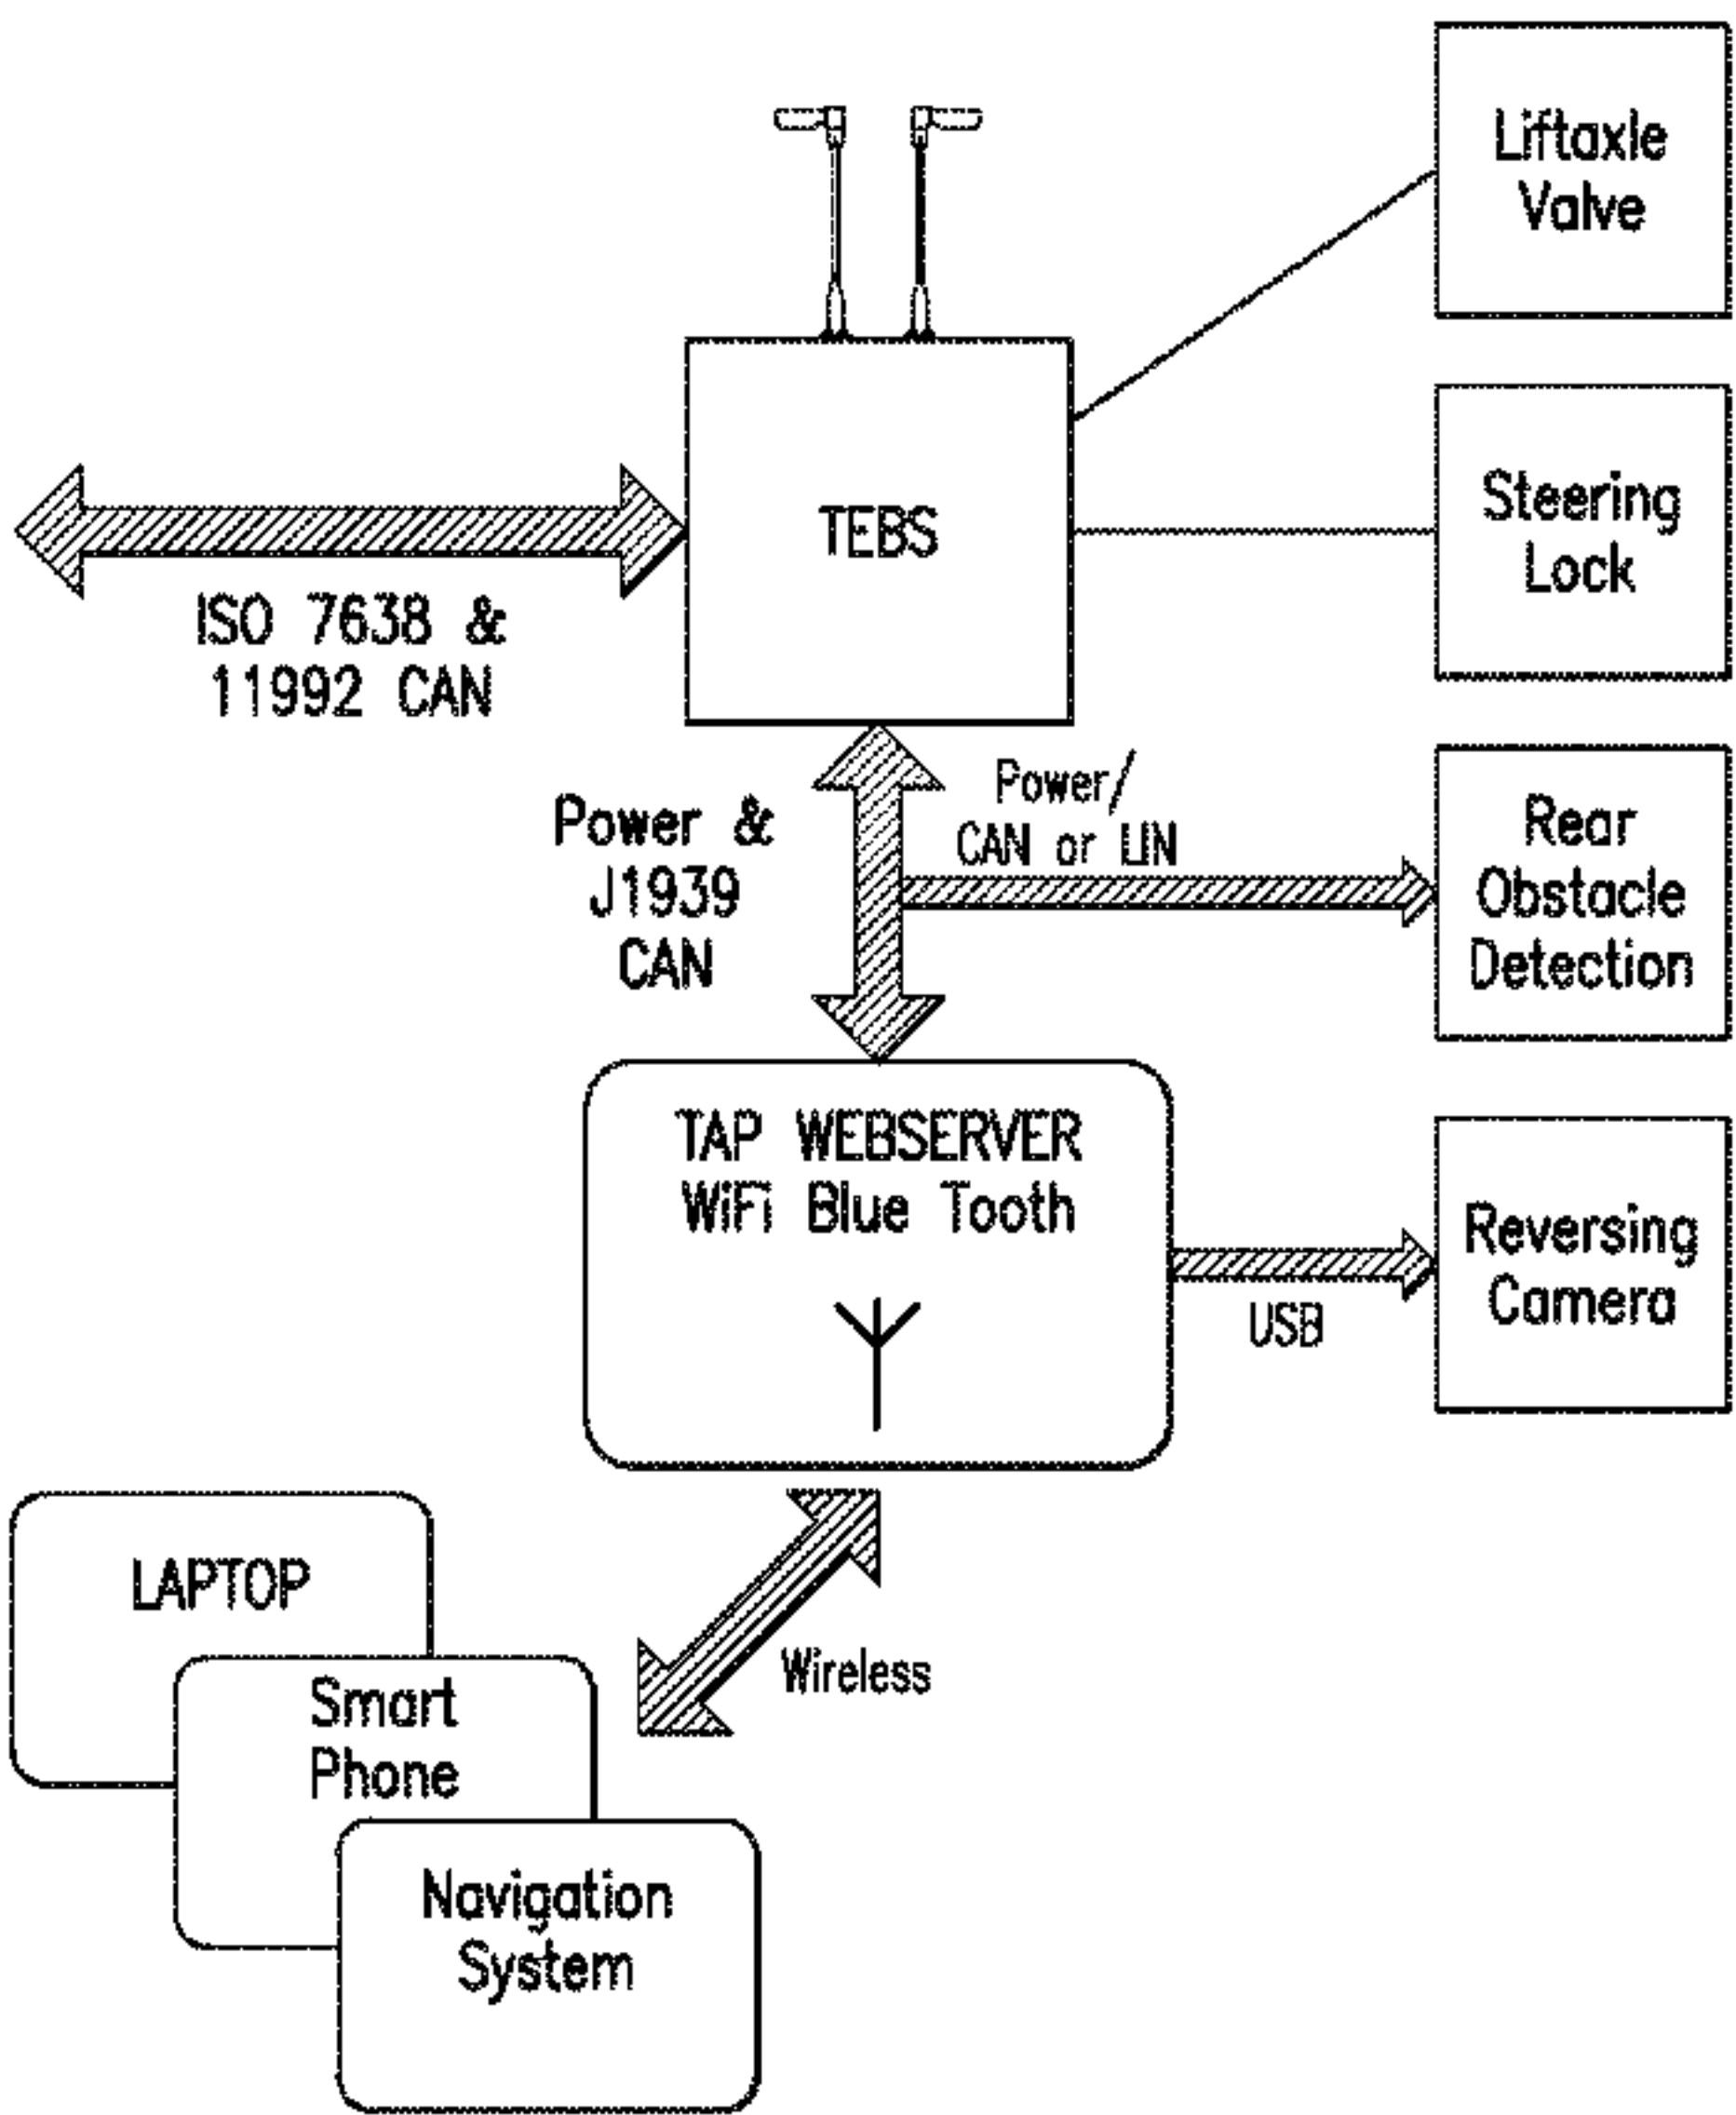 Liftaxle
Valve
Steering
Lock
TEBS
ISO 7638 &
11992 CAN
Power &
J1939
CAN
Power/
CAN or LIN
Rear
Obstacle
Detection
TAP WEBSERVER
WiFi Blue Tooth
Reversing
Camera
USB
LAPTOP
Smart
Phone
Wireless
Navigation
System